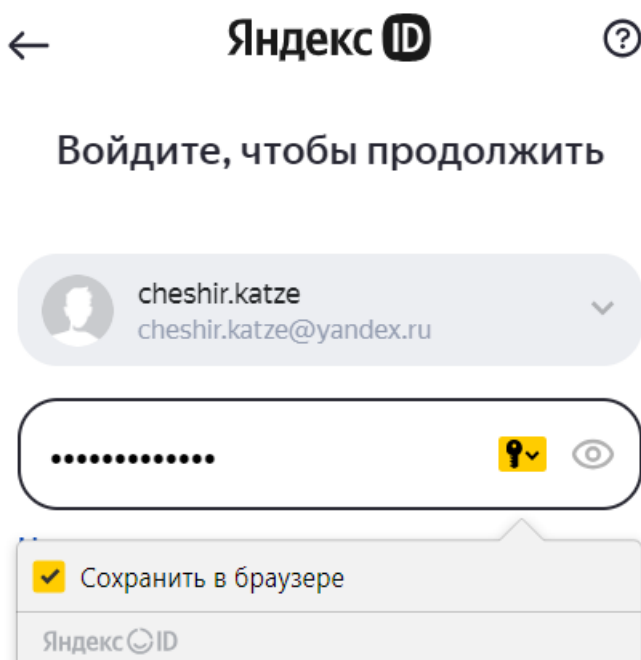 Яндекс ID
Войдите, чтобы продолжить
cheshir.katze
cheshir.katze@yandex.ru
•••••••••••••
Сохранить в браузере
Яндекс ID